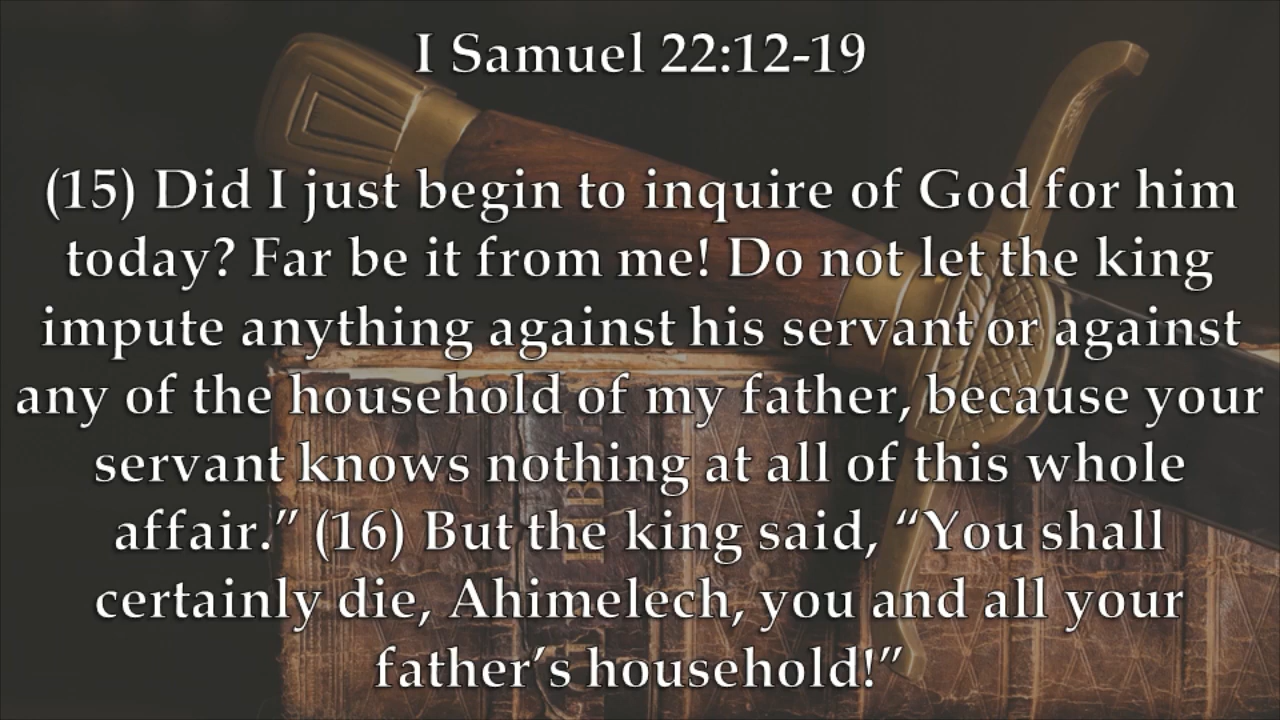 I Samuel 22:12-19
(15) Did I just begin to inquire of God for him
today? Far be it from me! Do not let the king
impute anything against his servant or against
any of the household of my father, because your
servant knows nothing at all of this whole
affair.” (16) But the king said, “You shall
certainly die, Ahimelech, you and all your
father’s household!”